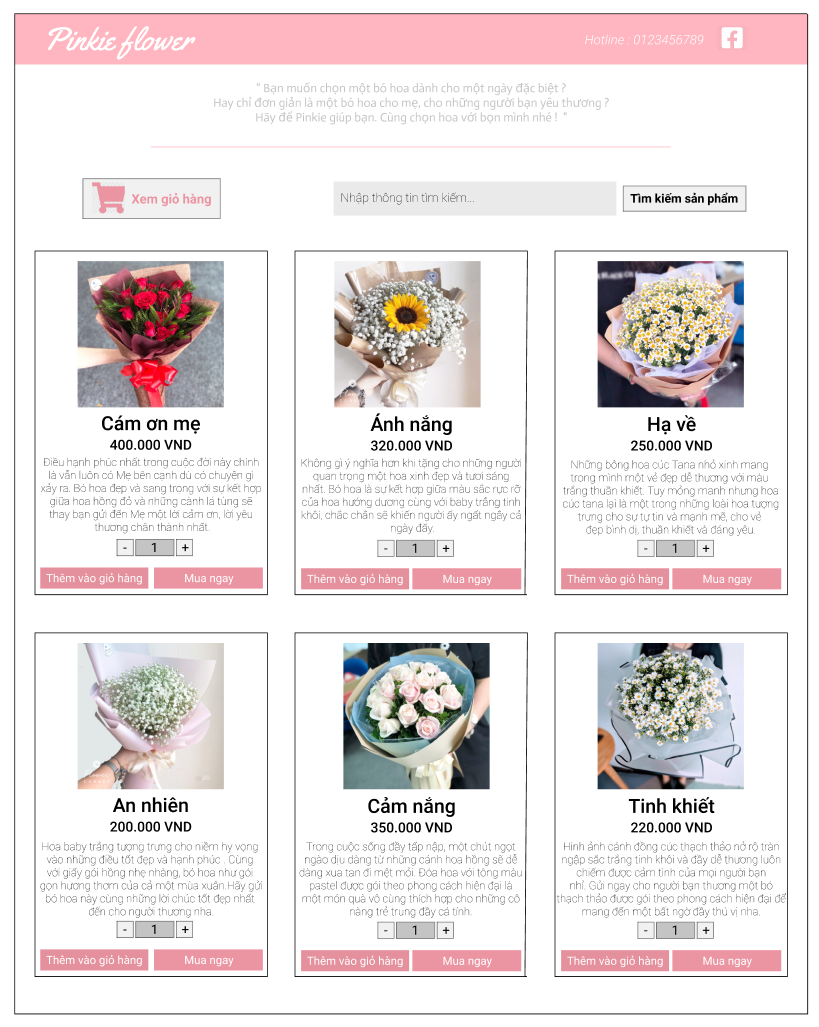 Pinkie flower
Hotline : 0123456789
" Bạn muốn chọn một bó hoa dành cho một ngày đặc biệt ?
Hay chỉ đơn giản là một bó hoa cho mẹ, cho những người bạn yêu thương ?
Hãy để Pinkie giúp bạn. Cùng chọn hoa với bọn mình nhé ! "
Xem giỏ hàng
Nhập thông tin tìm kiếm...
Tìm kiếm sản phẩm
Cám ơn mẹ
400.000 VND
Điều hạnh phúc nhất trong cuộc đời này chính
là vẫn luôn có Mẹ bên cạnh dù có chuyện gì
xảy ra. Bó hoa đẹp và sang trong với sư kết hợp
giữa hoa hồng đỏ và những cành lá tùng sẽ
thay bạn gửi đến Mẹ một lời cảm ơn, lời yêu
thương chân thành nhất.
- 1 +
Thêm vào giỏ hàng
Mua ngay
Ánh nắng
320.000 VND
Không gì ý nghĩa hơn khi tặng cho những người
quan trọng một hoa xinh đẹp và tươi sáng
nhất. Bó hoa là sư kết hợp giữa màu sắc rực rỡ
của hoa hướng dương cùng với baby trắng tinh
khôi, chắc chắn sẽ khiến người ấy ngất ngây cả
ngày đấy.
- 1 +
Thêm vào giỏ hàng
Mua ngay
Hạ về
250.000 VND
Những bông hoa cúc Tana nhỏ xinh mang
trong mình một vẻ đẹp dễ thương với màu
trắng thuần khiết. Tuy mỏng manh nhưng hoa
cúc tana lại là một trong những loài hoa tượng
trưng cho sự tự tin và mạnh mẽ, cho vẻ
đẹp bình dị, thuần khiết và đáng yêu.
- 1 +
Thêm vào giỏ hàng
Mua ngay
An nhiên
200.000 VND
Hoa baby trắng tượng trưng cho niềm hy vọng
vào những điều tốt đẹp và hạnh phúc . Cùng
với giấy gói hồng nhẹ nhàng, bó hoa như gói
gọn hương thơm của cả một mùa xuân.Hãy gửi
bó hoa này cùng những lời chúc tốt đẹp nhất
đến cho người thương nha.
- 1 +
Thêm vào giỏ hàng
Mua ngay
Cảm nắng
350.000 VND
Trong cuộc sống đầy tấp nập, một chút ngọt
ngào dịu dàng từ những cánh hoa hồng sẽ dễ
dàng xua tan đi mệt mỏi. Đóa hoa với tông màu
pastel được gói theo phong cách hiện đại là
một món quà vô cùng thích hợp cho những cô
nàng trẻ trung đầy cá tính.
- 1 +
Thêm vào giỏ hàng
Mua ngay
Tinh khiết
220.000 VND
Hình ảnh cánh đồng cúc thạch thảo nở rộ tràn
ngập sắc trắng tinh khôi và đầy dễ thương luôn
chiếm được cảm tình của mọi người bạn
nhỉ. Gửi ngay cho người bạn thương một bó
thạch thảo được gói theo phong cách hiện đại để
mang đến một bất ngờ đầy thú vị nha.
- 1 +
Thêm vào giỏ hàng
Mua ngay